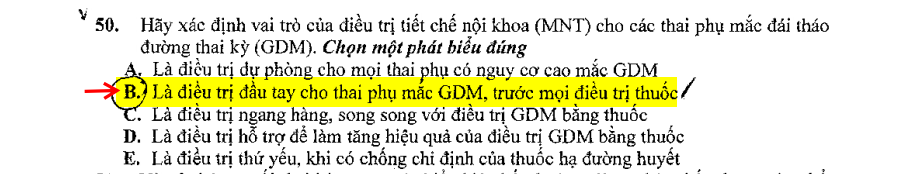 50. Hãy xác định vai trò của điều trị tiết chế nội khoa (MNT) cho các thai phụ mắc đái tháo
đường thai kỳ (GDM). Chọn một phát biểu đúng
A. Là điều trị dự phòng cho mọi thai phụ có nguy cơ cao mắc GDM
B. Là điều trị đầu tay cho thai phụ mắc GDM, trước mọi điều trị thuốc
C. Là điều trị ngang hàng, song song với điều trị GDM bằng thuốc
D. Là điều trị hỗ trợ để làm tăng hiệu quả của điều trị GDM bằng thuốc
E. Là điều trị thứ yếu, khi có chống chỉ định của thuốc hạ đường huyết